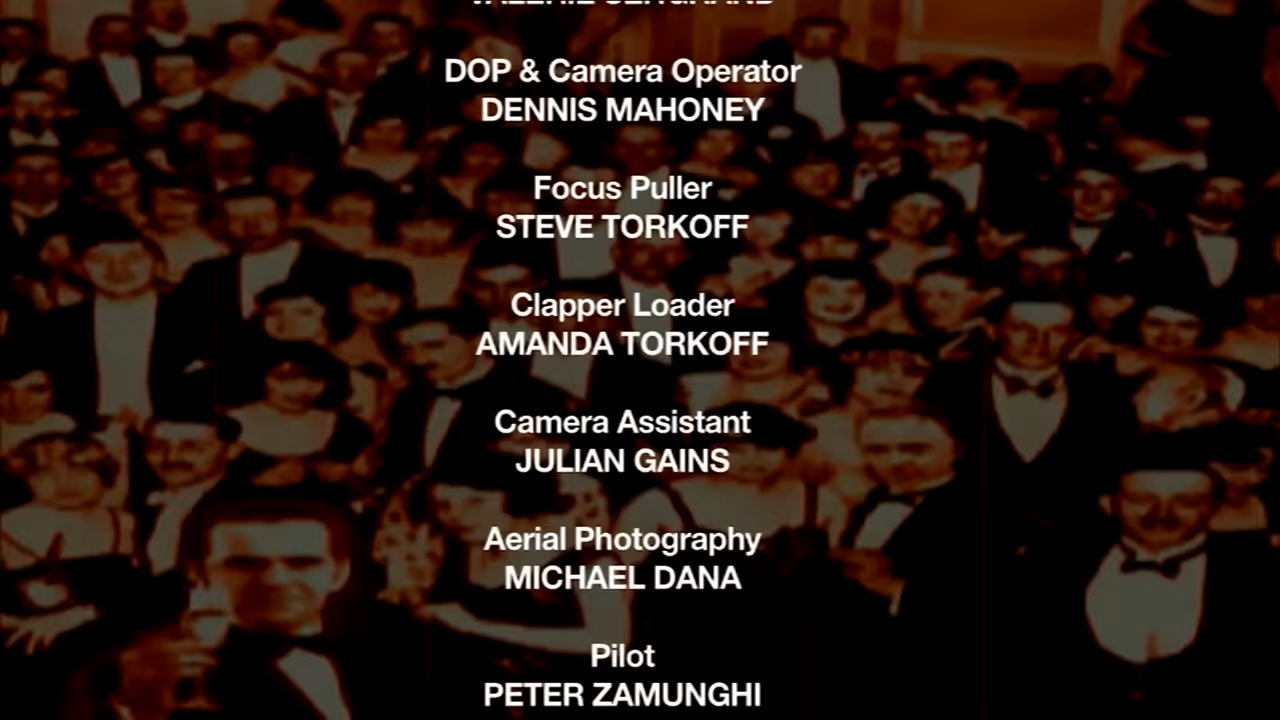 DOP & Camera Operator
DENNIS MAHONEY
Focus Puller
STEVE TORKOFF
Clapper Loader
AMANDA TORKOFF
Camera Assistant
JULIAN GAINS
Aerial Photography
MICHAEL DANA
Pilot
PETER ZAMUNGHI